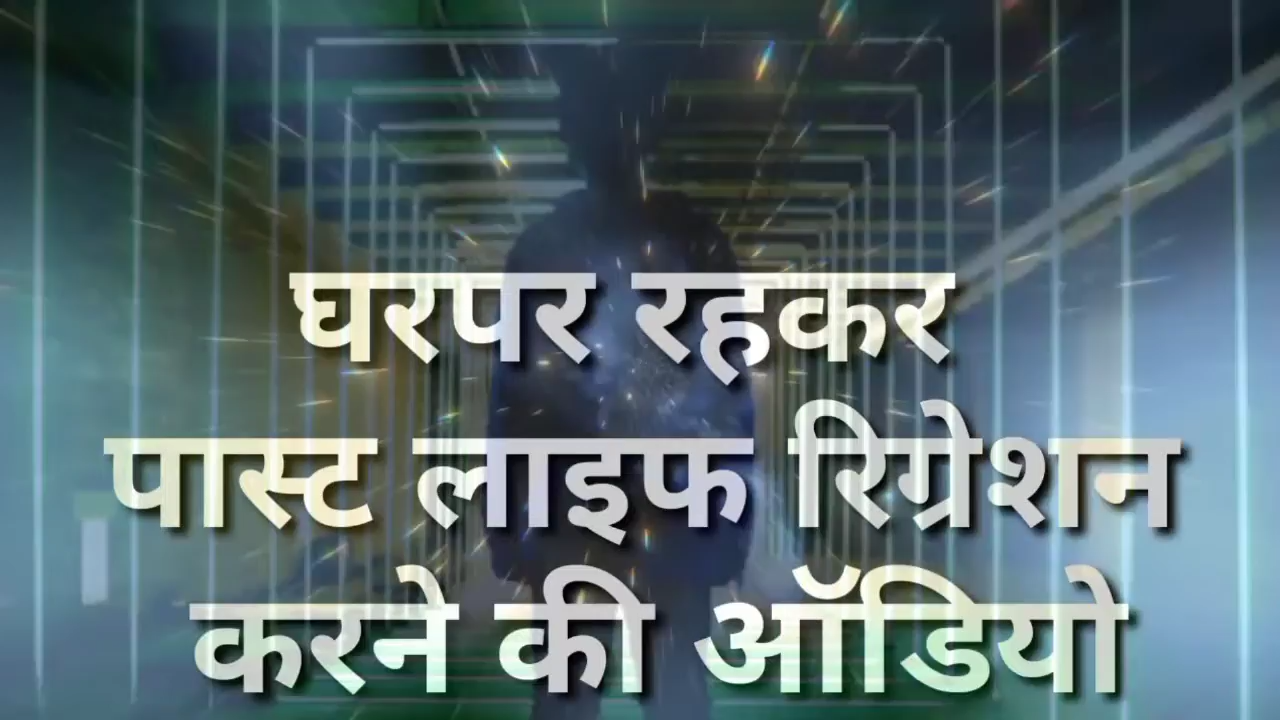 घरपर रहकर
पास्ट लाइफ रिग्रेशन
करने की ऑडियो